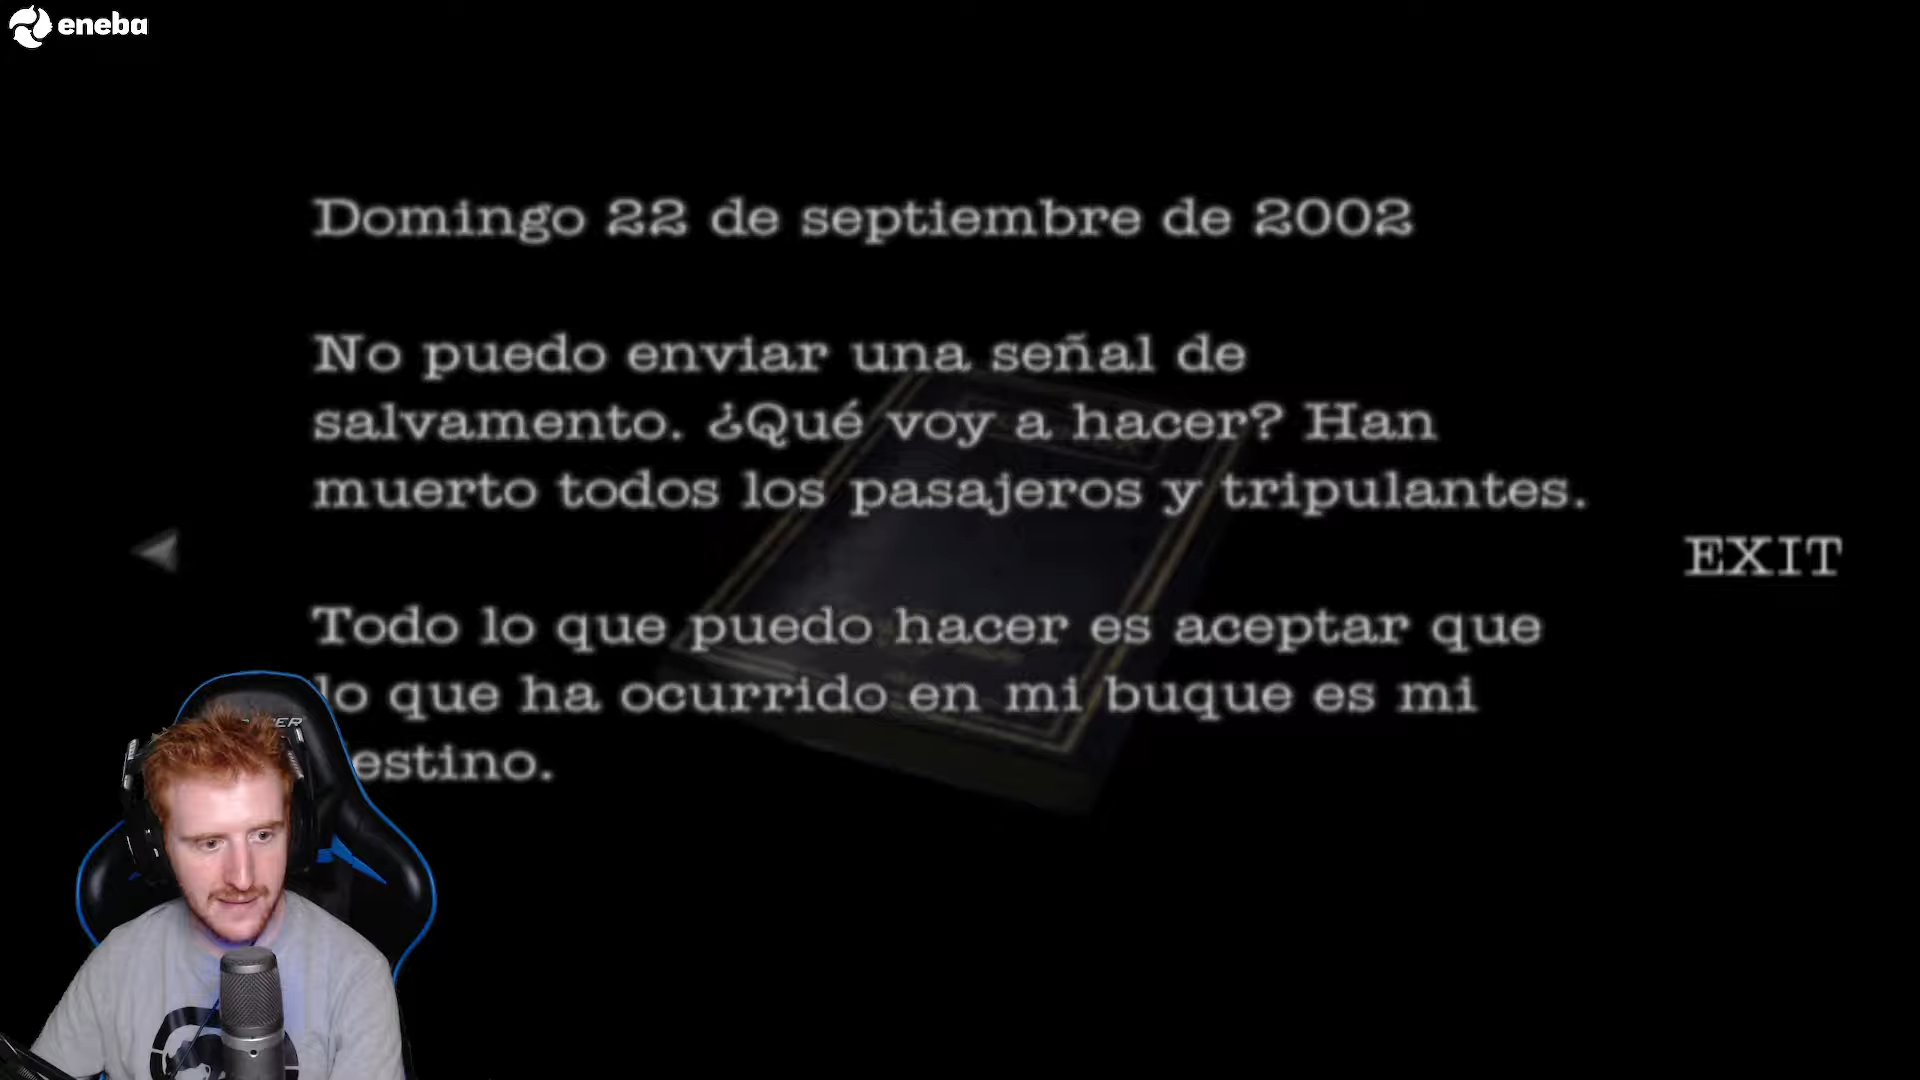 eneba
Domingo 22 de septiembre de 2002
No puedo enviar una señal de
salvamento. ¿Qué voy a hacer? Han
muerto todos los pasajeros y tripulantes.
EXIT
Todo lo que puedo hacer es aceptar que
lo que ha ocurrido en mi buque es mi
estino.